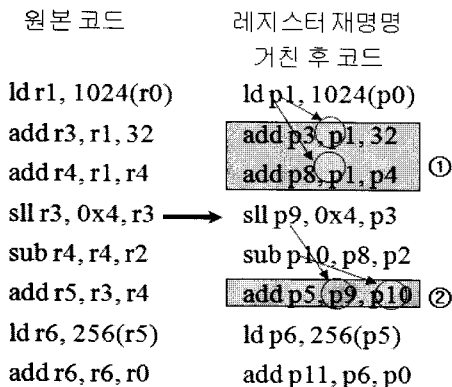 원본 코드
ld r1, 1024(r0)
add r3, r1, 32
add r4, r1, r4
sll r3, 0x4, r3
sub r4, r4, r2
add r5, r3, r4
ld r6, 256(r5)
add r6, r6, r0
레지스터 재명명
거친 후 코드
ld p1, 1024(p0)
add p3, p1, 32
add p8, p1, p4
①
sll p9, 0x4, p3
sub p10, p8, p2
add p5, p9, p10
②
ld p6, 256(p5)
add p11, p6, p0